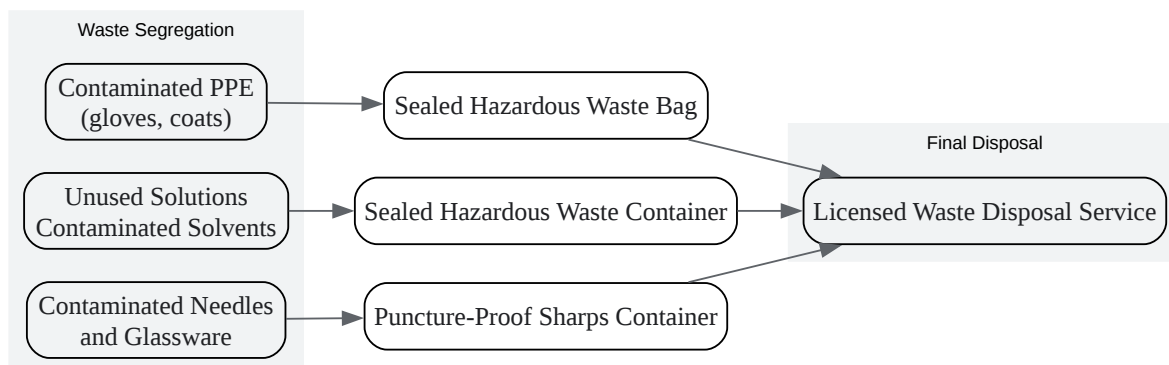 Waste Segregation
Contaminated PPE
(gloves, coats)
Sealed Hazardous Waste Bag
Final Disposal
Unused Solutions
Contaminated Solvents
Sealed Hazardous Waste Container
Licensed Waste Disposal Service
Contaminated Needles
and Glassware
Puncture-Proof Sharps Container